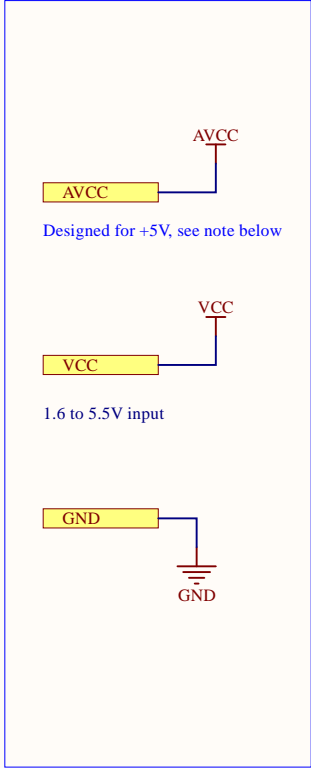 AVCC
AVCC
Designed for +5V, see note below
VCC
VCC
1.6 to 5.5V input
GND
GND